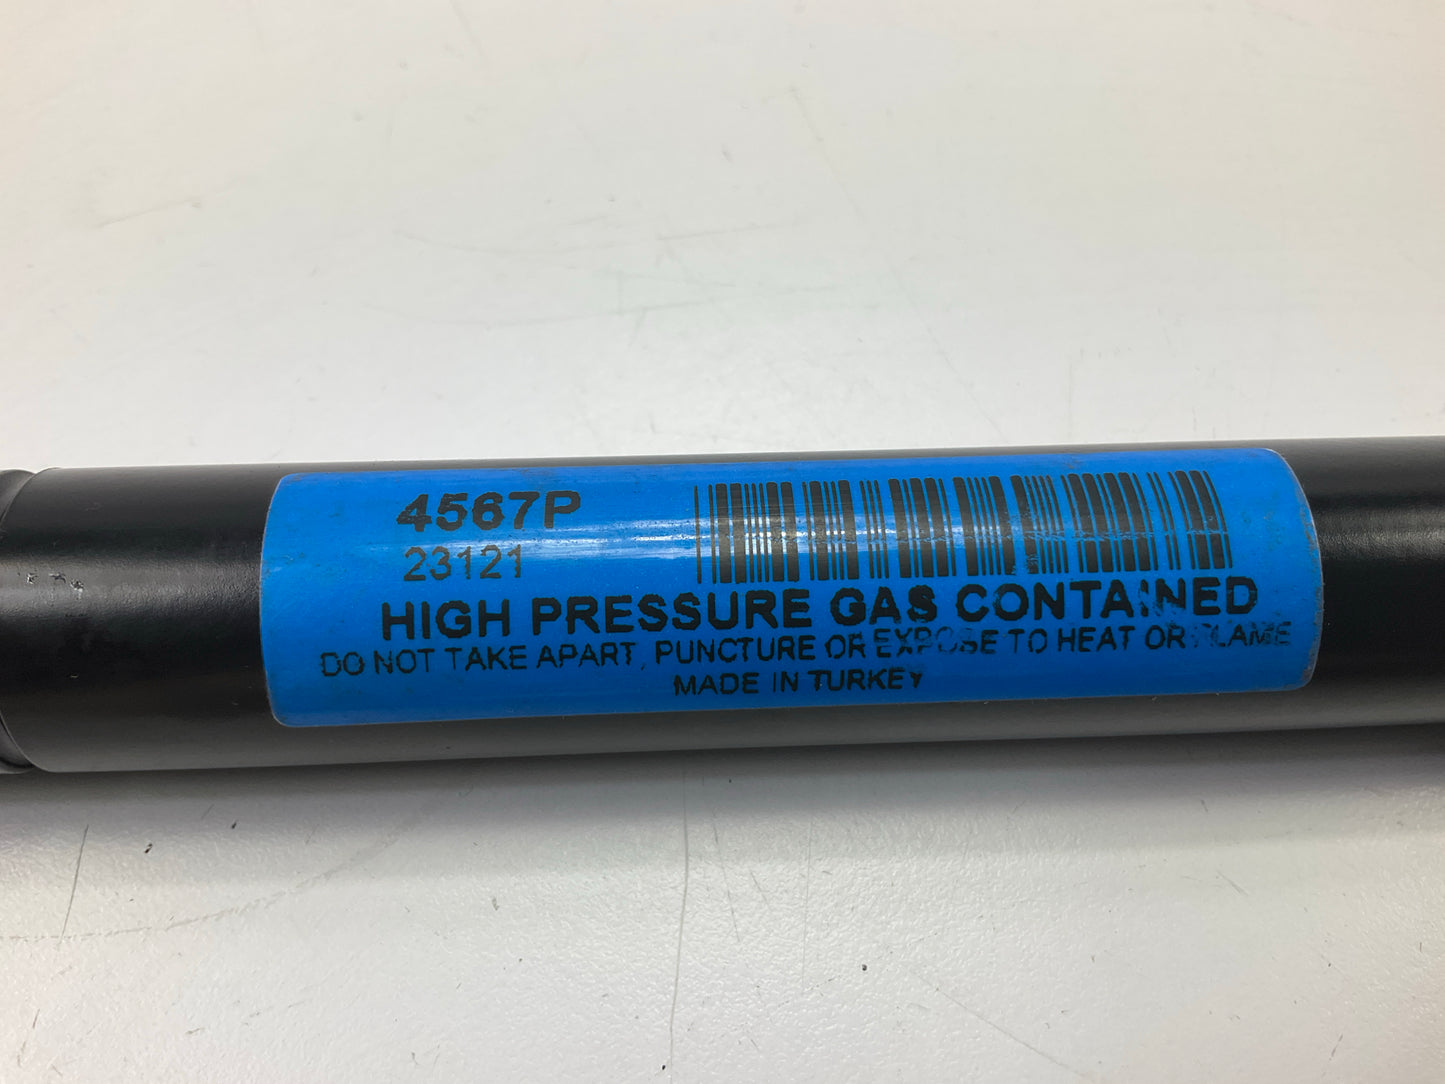 4567P
23121
HIGH PRESSURE GAS CONTAINED
DO NOT TAKE APART, PUNCTURE OR EXPOSE TO HEAT OR FLAME
MADE IN TURKEY